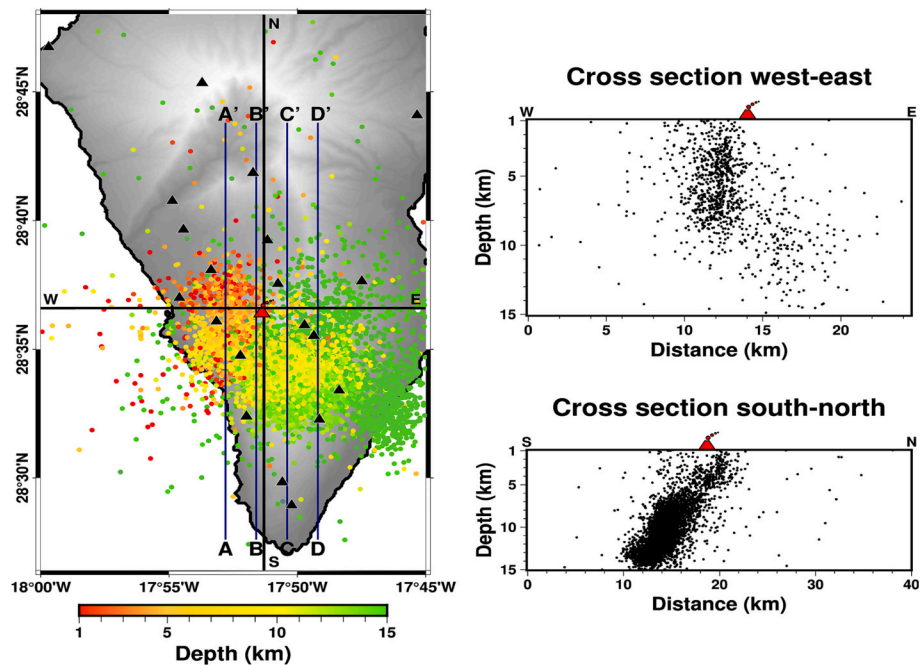 N
28°45'N
A' B' C' D'
28°40'N
W E
28°35'N
28°30'N
A B C D
S
18°00'W 17°55'W 17°50'W 17°45'W
1 5 10 15
Depth (km)
Cross section west-east
W E
1
5
10
15
Depth (km)
0 5 10 15 20
Distance (km)
Cross section south-north
S N
1
5
10
15
Depth (km)
0 10 20 30 40
Distance (km)